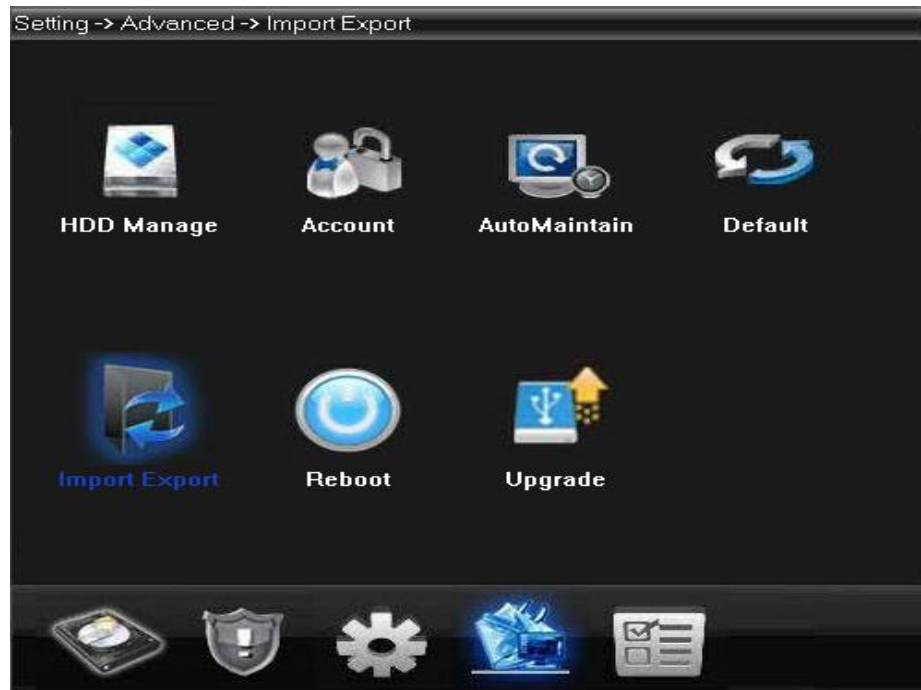 Setting -> Advanced -> Import Export
HDD Manage
Account
AutoMaintain
Default
Import Export
Reboot
Upgrade